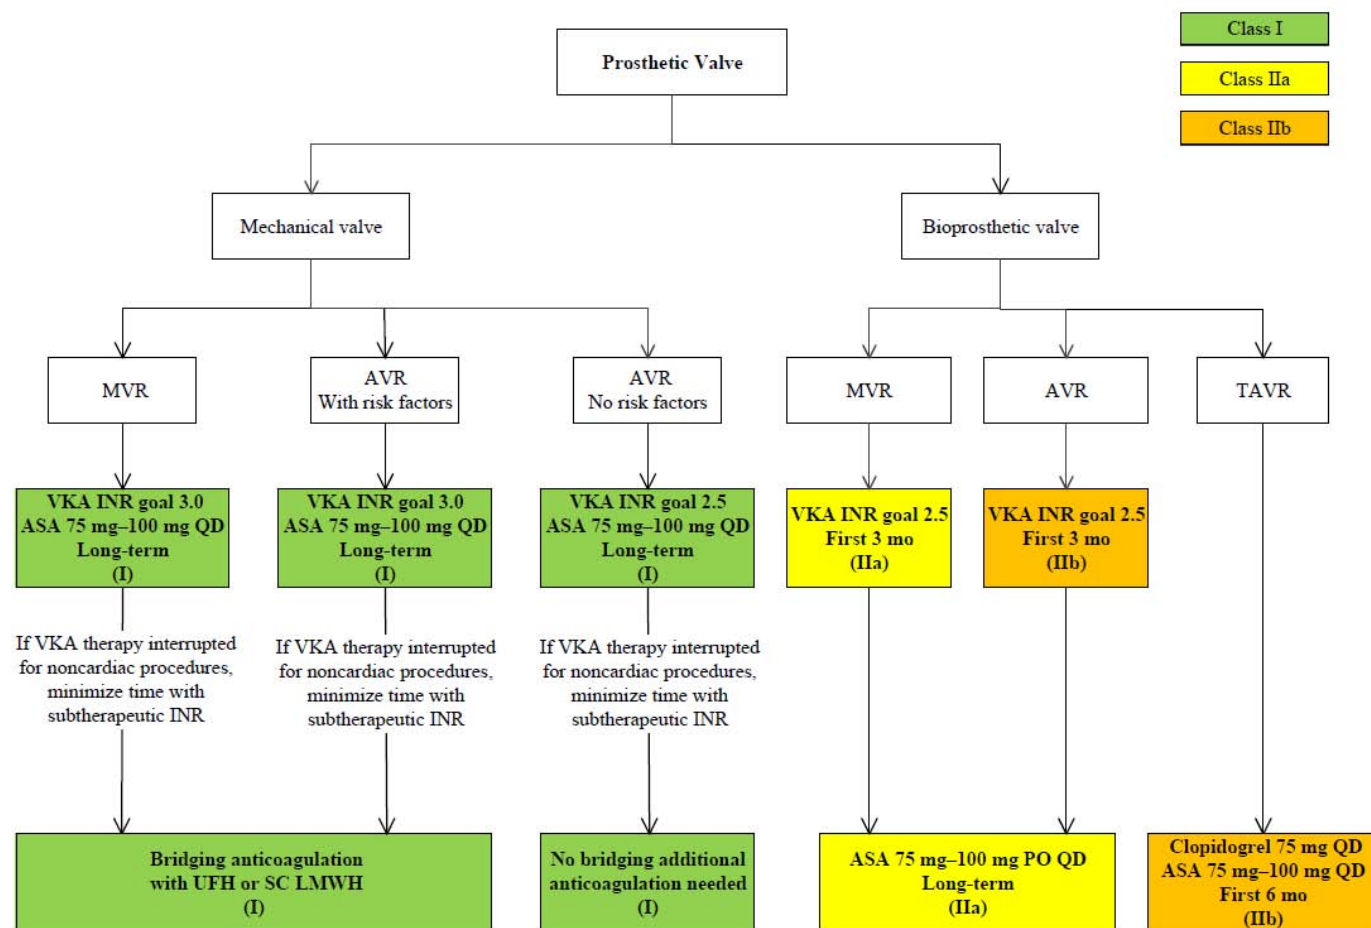 Class I
Class IIa
Class IIb
Prosthetic Valve
Mechanical valve
Bioprosthetic valve
MVR
AVR
With risk factors
AVR
No risk factors
MVR
AVR
TAVR
VKA INR goal 3.0
ASA 75 mg–100 mg QD
Long-term
(I)
VKA INR goal 3.0
ASA 75 mg–100 mg QD
Long-term
(I)
VKA INR goal 2.5
ASA 75 mg–100 mg QD
Long-term
(I)
VKA INR goal 2.5
First 3 mo
(IIa)
VKA INR goal 2.5
First 3 mo
(IIb)
If VKA therapy interrupted
for noncardiac procedures,
minimize time with
subtherapeutic INR
If VKA therapy interrupted
for noncardiac procedures,
minimize time with
subtherapeutic INR
If VKA therapy interrupted
for noncardiac procedures,
minimize time with
subtherapeutic INR
Bridging anticoagulation
with UFH or SC LMWH
(I)
No bridging additional
anticoagulation needed
(I)
ASA 75 mg–100 mg PO QD
Long-term
(IIa)
Clopidogrel 75 mg QD
ASA 75 mg–100 mg QD
First 6 mo
(IIb)